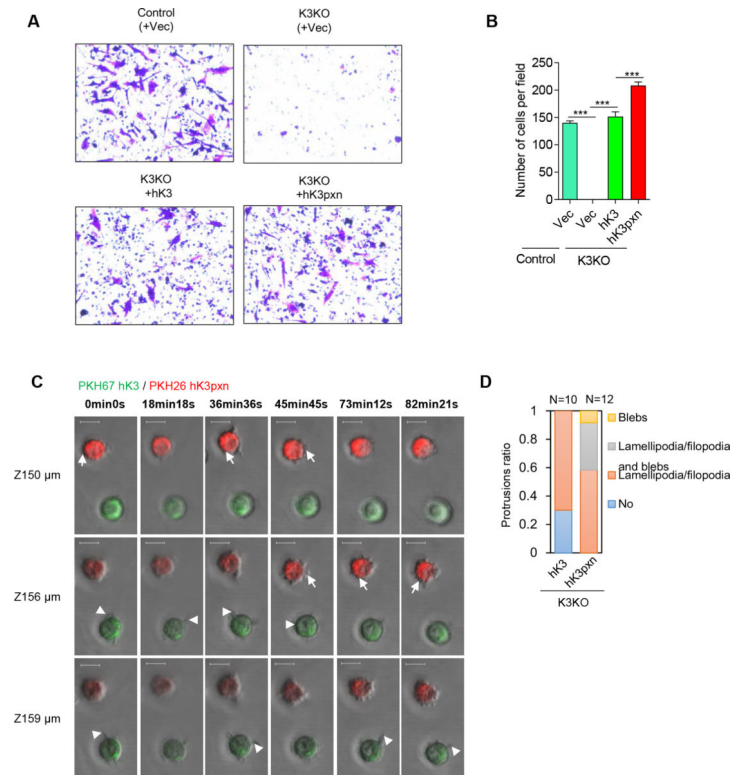 A
Control
(+Vec)
K3KO
(+Vec)
K3KO
+hK3
K3KO
+hK3pxn
B
Number of cells per field
250
200
150
100
50
0
***
***
***
Vec
Vec
hK3
hK3pxn
Control
K3KO
C
PKH67 hK3 / PKH26 hK3pxn
0min0s
18min18s
36min36s
45min45s
73min12s
82min21s
Z150 µm
Z156 µm
Z159 µm
D
N=10
N=12
Protrusions ratio
1
0.8
0.6
0.4
0.2
0
hK3
hK3pxn
K3KO
Blebs
Lamellipodia/filopodia
and blebs
Lamellipodia/filopodia
No